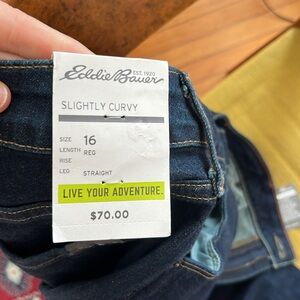 Eddie Bauer
EST. 1920
SLIGHTLY CURVY
SIZE 16
LENGTH REG
RISE
LEG STRAIGHT
LIVE YOUR ADVENTURE.
$70.00